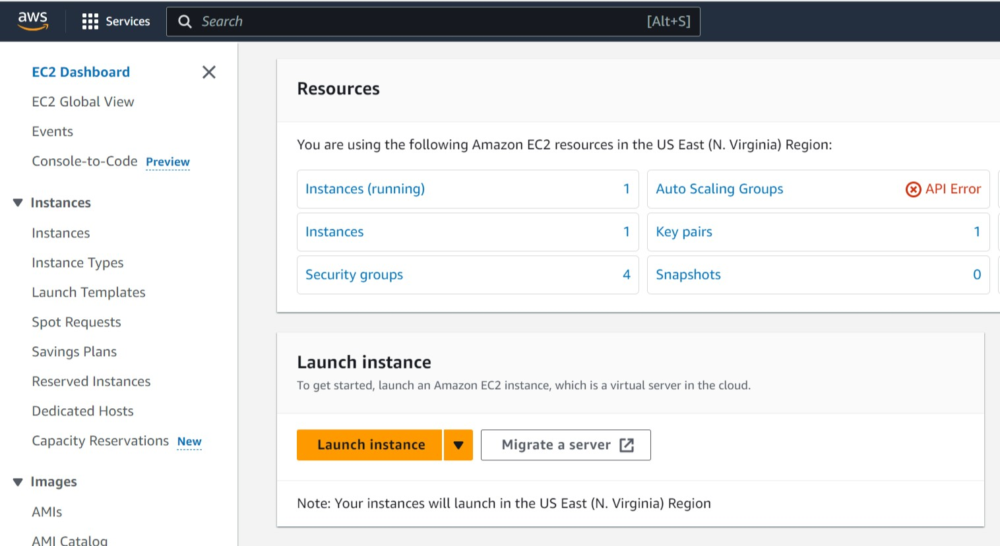 aws
Services
Search [Alt+S]
EC2 Dashboard
EC2 Global View
Events
Console-to-Code Preview
Instances
Instances
Instance Types
Launch Templates
Spot Requests
Savings Plans
Reserved Instances
Dedicated Hosts
Capacity Reservations New
Images
AMIs
AMI Catalog
Resources
You are using the following Amazon EC2 resources in the US East (N. Virginia) Region:
Instances (running) 1
Auto Scaling Groups API Error
Instances 1
Key pairs 1
Security groups 4
Snapshots 0
Launch instance
To get started, launch an Amazon EC2 instance, which is a virtual server in the cloud.
Launch instance
Migrate a server
Note: Your instances will launch in the US East (N. Virginia) Region